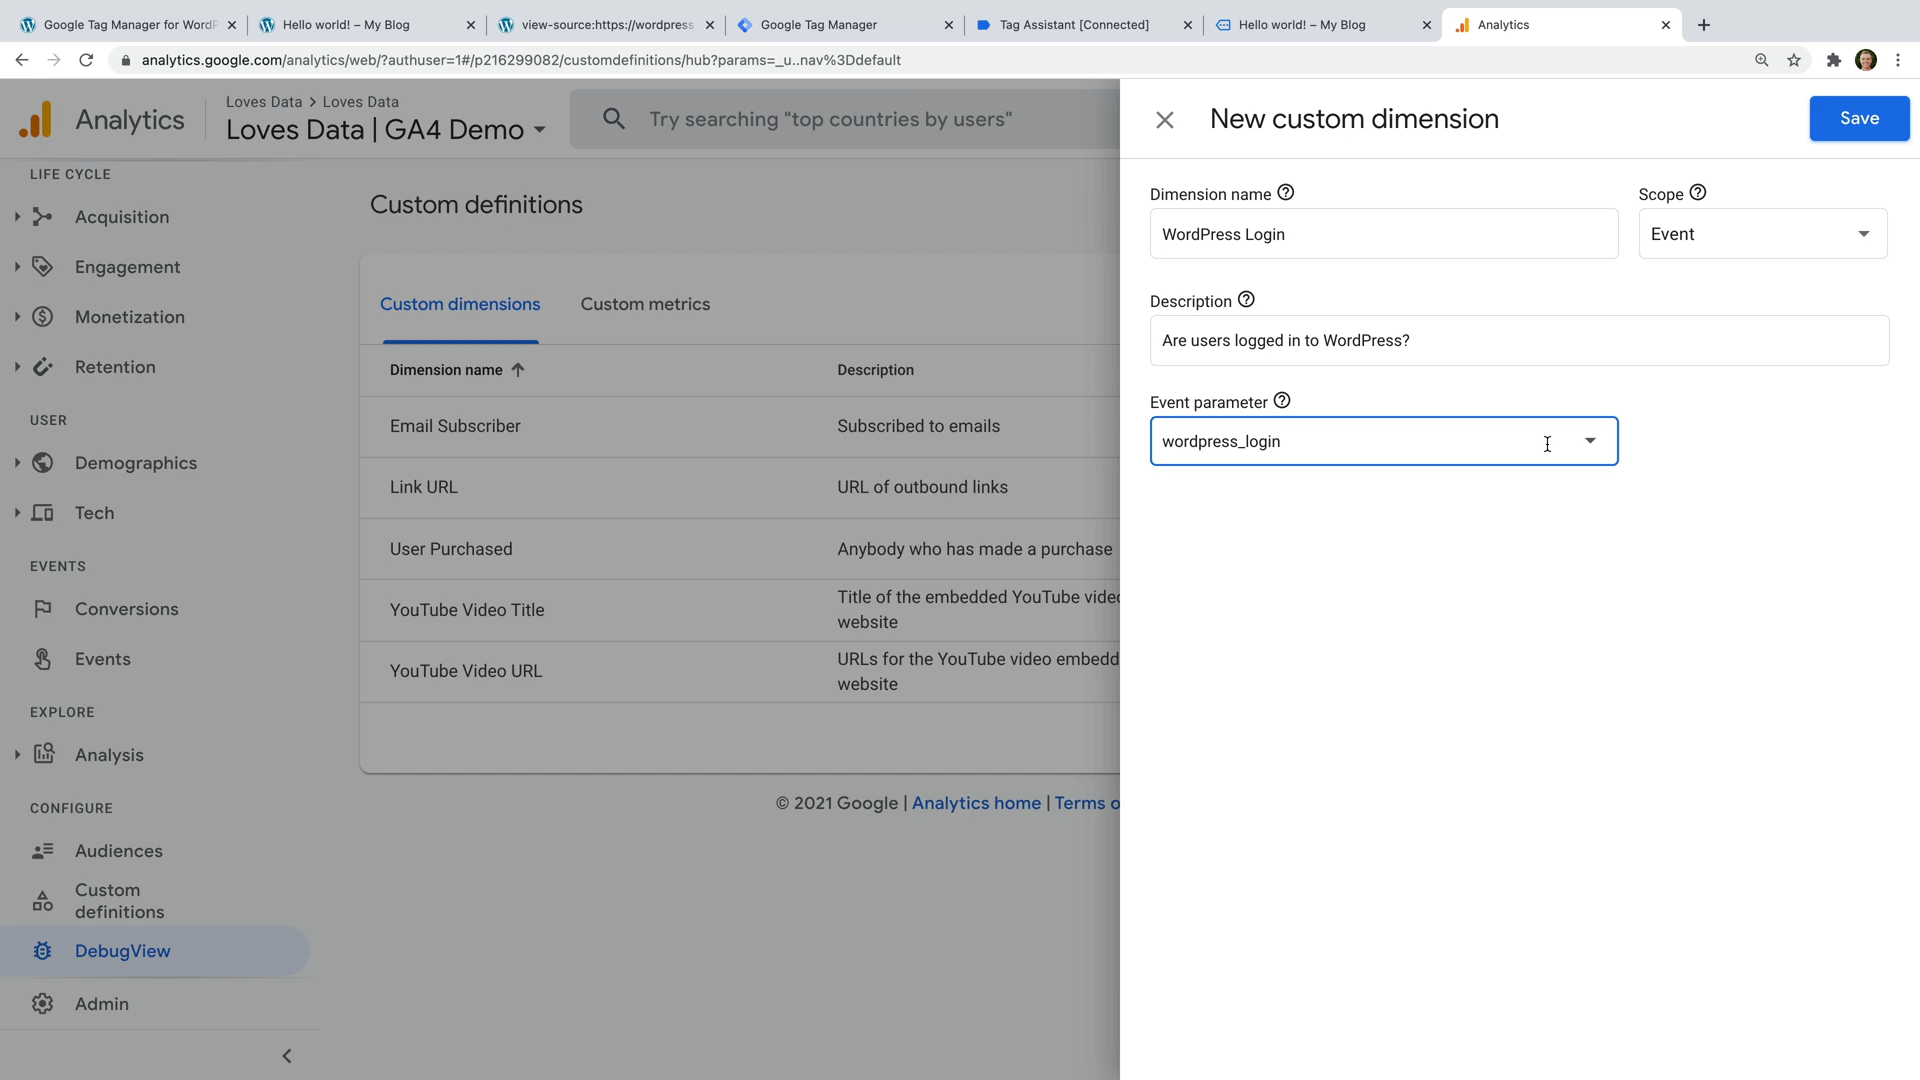 Google Tag Manager for WordP
Hello world! – My Blog
view-source:https://wordpress
Google Tag Manager
Tag Assistant [Connected]
Hello world! – My Blog
Analytics
analytics.google.com/analytics/web/?authuser=1#/p216299082/customdefinitions/hub?params=_u..nav%3Ddefault
Analytics
Loves Data > Loves Data
Loves Data | GA4 Demo
Try searching "top countries by users"
New custom dimension
Save
LIFE CYCLE
Acquisition
Engagement
Monetization
Retention
USER
Demographics
Tech
EVENTS
Conversions
Events
EXPLORE
Analysis
CONFIGURE
Audiences
Custom
definitions
DebugView
Admin
Custom definitions
Custom dimensions
Custom metrics
Dimension name
Description
Email Subscriber
Subscribed to emails
Link URL
URL of outbound links
User Purchased
Anybody who has made a purchase
YouTube Video Title
Title of the embedded YouTube vide
website
YouTube Video URL
URLs for the YouTube video embedd
website
© 2021 Google | Analytics home | Terms o
Dimension name
WordPress Login
Scope
Event
Description
Are users logged in to WordPress?
Event parameter
wordpress_login